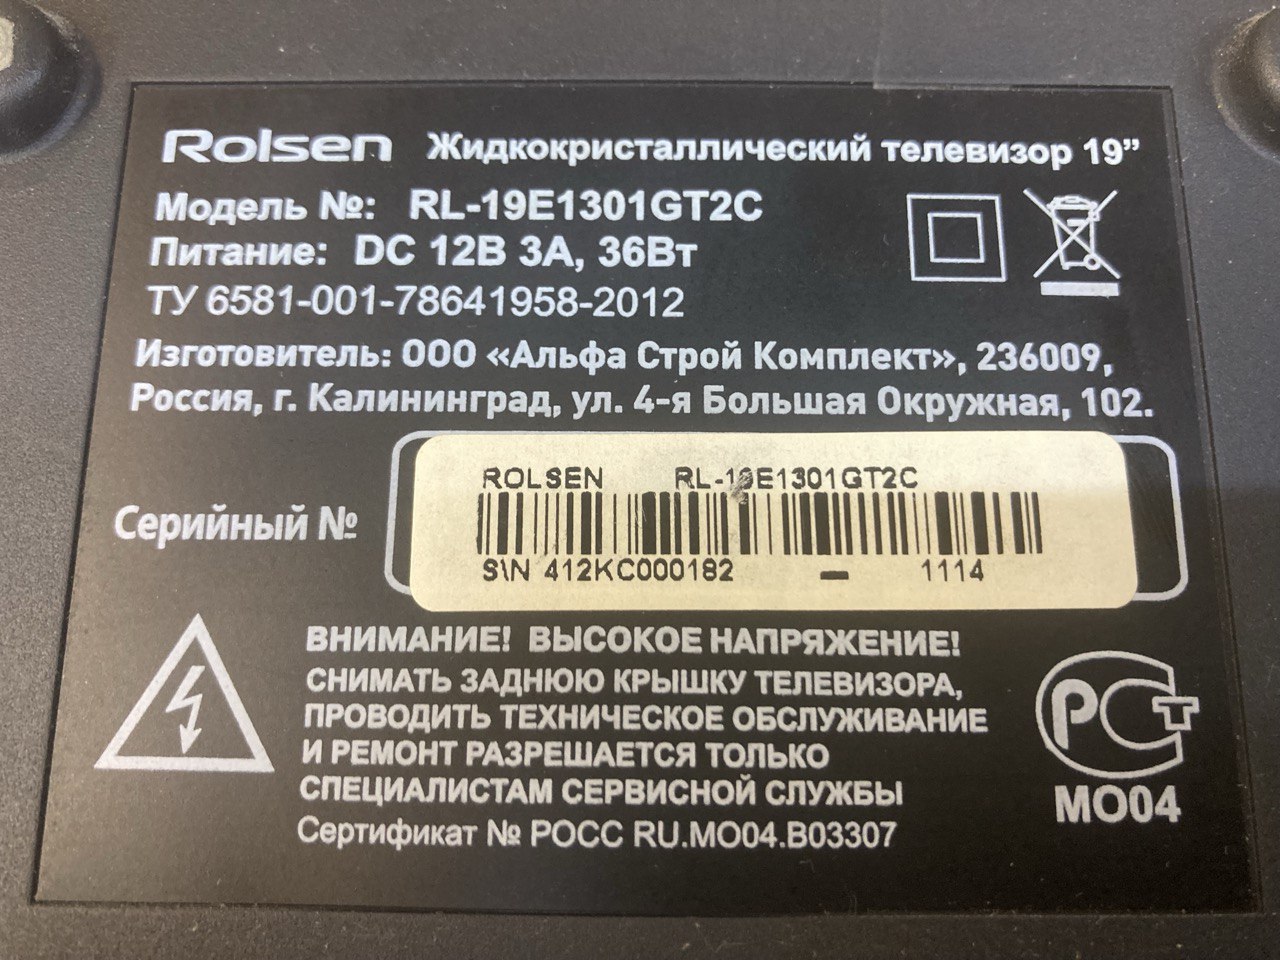 Rolsen Жидкокристаллический телевизор 19”
Модель №: RL-19E1301GT2C
Питание: DC 12В 3А, 36Вт
ТУ 6581-001-78641958-2012
Изготовитель: ООО «Альфа Строй Комплект», 236009,
Россия, г. Калининград, ул. 4-я Большая Окружная, 102.
ROLSEN RL-19E1301GT2C
Серийный №
S\N 412KC000182 – 1114
ВНИМАНИЕ! ВЫСОКОЕ НАПРЯЖЕНИЕ!
СНИМАТЬ ЗАДНЮЮ КРЫШКУ ТЕЛЕВИЗОРА,
ПРОВОДИТЬ ТЕХНИЧЕСКОЕ ОБСЛУЖИВАНИЕ
И РЕМОНТ РАЗРЕШАЕТСЯ ТОЛЬКО
СПЕЦИАЛИСТАМ СЕРВИСНОЙ СЛУЖБЫ
Сертификат № РОСС RU.МО04.В03307
РСТ
МО04